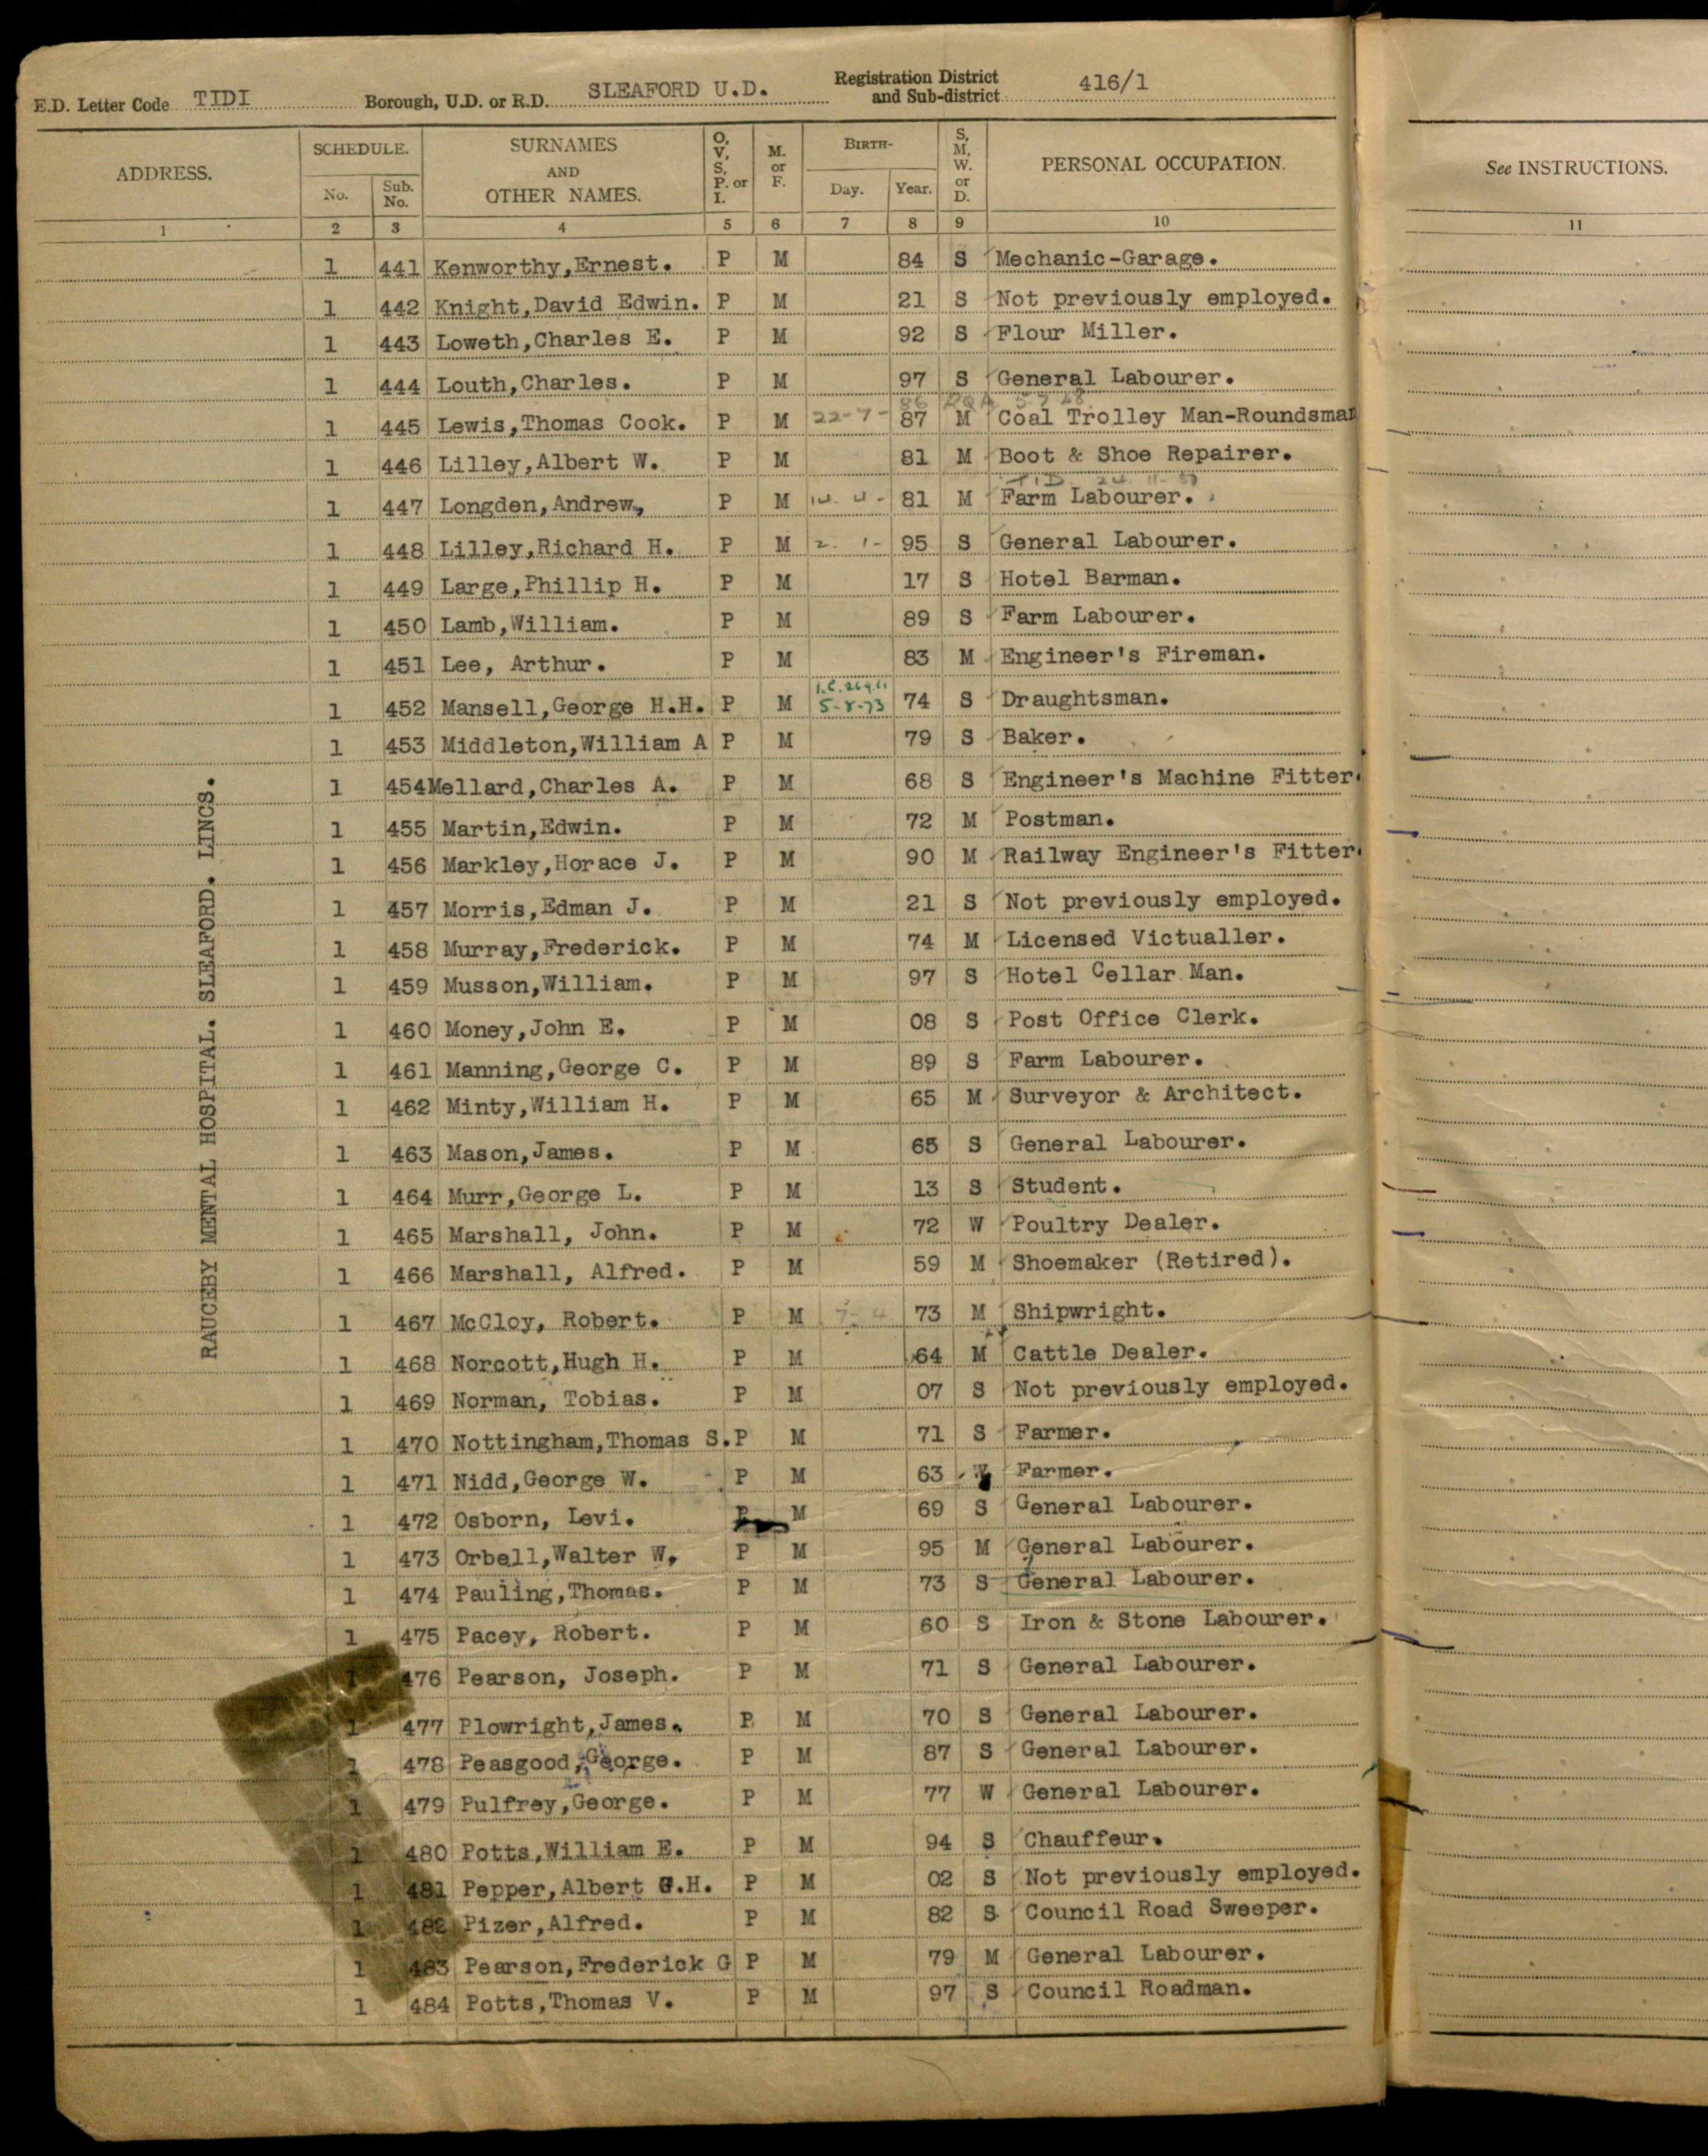 E.D. Letter Code TIDI Borough, U.D. or R.D. SLEAFORD U.D. Registration District and Sub-district 416/1
ADDRESS. SCHEDULE. No. Sub. No. SURNAMES AND OTHER NAMES. O, V, S, P. or I. M. or F. BIRTH- Day. Year. S, M, W. or D. PERSONAL OCCUPATION. See INSTRUCTIONS.
1 2 3 4 5 6 7 8 9 10 11
RAUCEBY MENTAL HOSPITAL. SLEAFORD. LINCS.
1 441 Kenworthy,Ernest. P M 84 S Mechanic-Garage.
1 442 Knight,David Edwin. P M 21 S Not previously employed.
1 443 Loweth,Charles E. P M 92 S Flour Miller.
1 444 Louth,Charles. P M 97 S General Labourer.
86
1 445 Lewis,Thomas Cook. P M 22-7- 87 M Coal Trolley Man-Roundsman
1 446 Lilley,Albert W. P M 81 M Boot & Shoe Repairer.
1 447 Longden,Andrew, P M 14. 4- 81 M Farm Labourer.
1 448 Lilley,Richard H. P M 2. 1- 95 S General Labourer.
1 449 Large,Phillip H. P M 17 S Hotel Barman.
1 450 Lamb,William. P M 89 S Farm Labourer.
1 451 Lee, Arthur. P M 83 M Engineer's Fireman.
1 452 Mansell,George H.H. P M 5-8-73 74 S Draughtsman.
1 453 Middleton,William A P M 79 S Baker.
1 454 Mellard,Charles A. P M 68 S Engineer's Machine Fitter.
1 455 Martin,Edwin. P M 72 M Postman.
1 456 Markley,Horace J. P M 90 M Railway Engineer's Fitter.
1 457 Morris,Edman J. P M 21 S Not previously employed.
1 458 Murray,Frederick. P M 74 M Licensed Victualler.
1 459 Musson,William. P M 97 S Hotel Cellar Man.
1 460 Money,John E. P M 08 S Post Office Clerk.
1 461 Manning,George C. P M 89 S Farm Labourer.
1 462 Minty,William H. P M 65 M Surveyor & Architect.
1 463 Mason,James. P M 65 S General Labourer.
1 464 Murr,George L. P M 13 S Student.
1 465 Marshall, John. P M 72 W Poultry Dealer.
1 466 Marshall, Alfred. P M 59 M Shoemaker (Retired).
1 467 McCloy, Robert. P M 7-4 73 M Shipwright.
1 468 Norcott,Hugh H. P M 64 M Cattle Dealer.
1 469 Norman, Tobias. P M 07 S Not previously employed.
1 470 Nottingham,Thomas S. P M 71 S Farmer.
1 471 Nidd,George W. P M 63 W Farmer.
1 472 Osborn, Levi. P M 69 S General Labourer.
1 473 Orbell,Walter W. P M 95 M General Labourer.
1 474 Pauling,Thomas. P M 73 S General Labourer.
1 475 Pacey, Robert. P M 60 S Iron & Stone Labourer.
1 476 Pearson, Joseph. P M 71 S General Labourer.
1 477 Plowright,James. P M 70 S General Labourer.
1 478 Peasgood,George. P M 87 S General Labourer.
1 479 Pulfrey,George. P M 77 W General Labourer.
1 480 Potts,William E. P M 94 S Chauffeur.
1 481 Pepper,Albert G.H. P M 02 S Not previously employed.
1 482 Pizer,Alfred. P M 82 S Council Road Sweeper.
1 483 Pearson,Frederick G P M 79 M General Labourer.
1 484 Potts,Thomas V. P M 97 S Council Roadman.